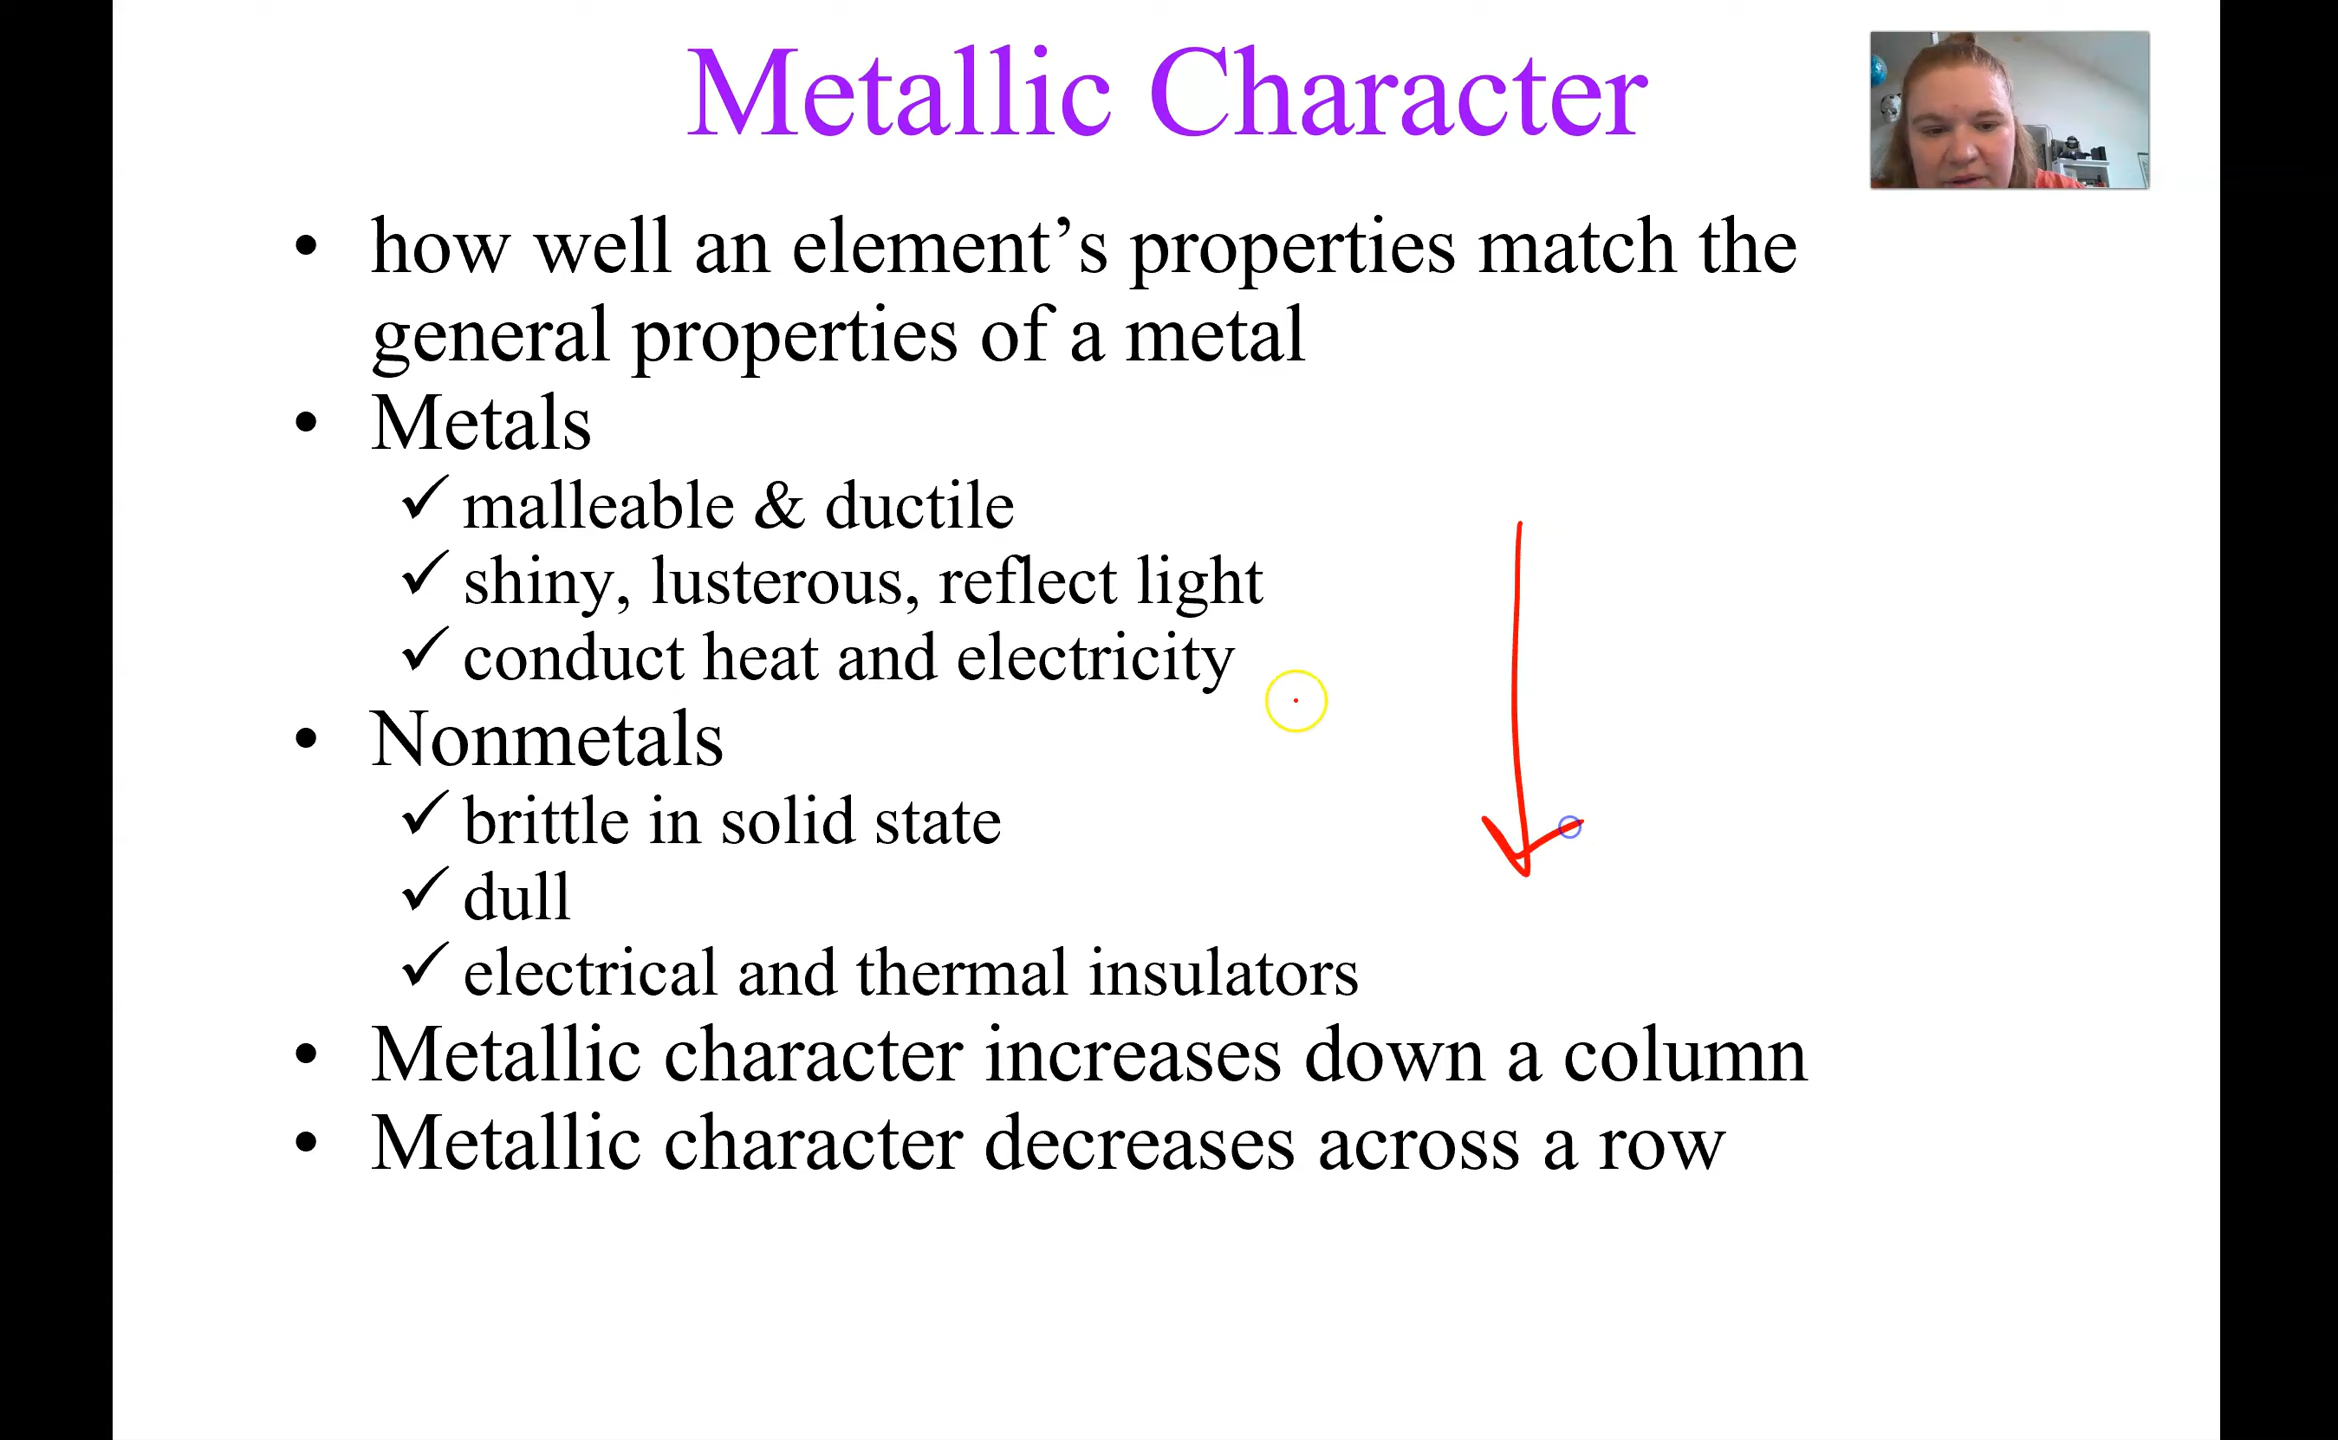 Metallic Character
• how well an element’s properties match the
general properties of a metal
• Metals
✓ malleable & ductile
✓ shiny, lusterous, reflect light
✓ conduct heat and electricity
• Nonmetals
✓ brittle in solid state
✓ dull
✓ electrical and thermal insulators
• Metallic character increases down a column
• Metallic character decreases across a row